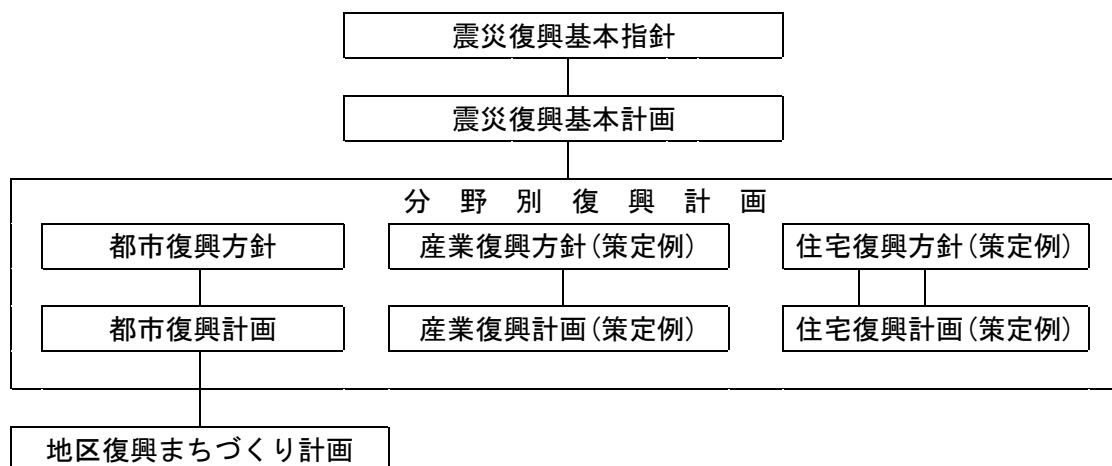 震災復興基本指針
震災復興基本計画
分野別復興計画
都市復興方針
産業復興方針(策定例)
住宅復興方針(策定例)
都市復興計画
産業復興計画(策定例)
住宅復興計画(策定例)
地区復興まちづくり計画